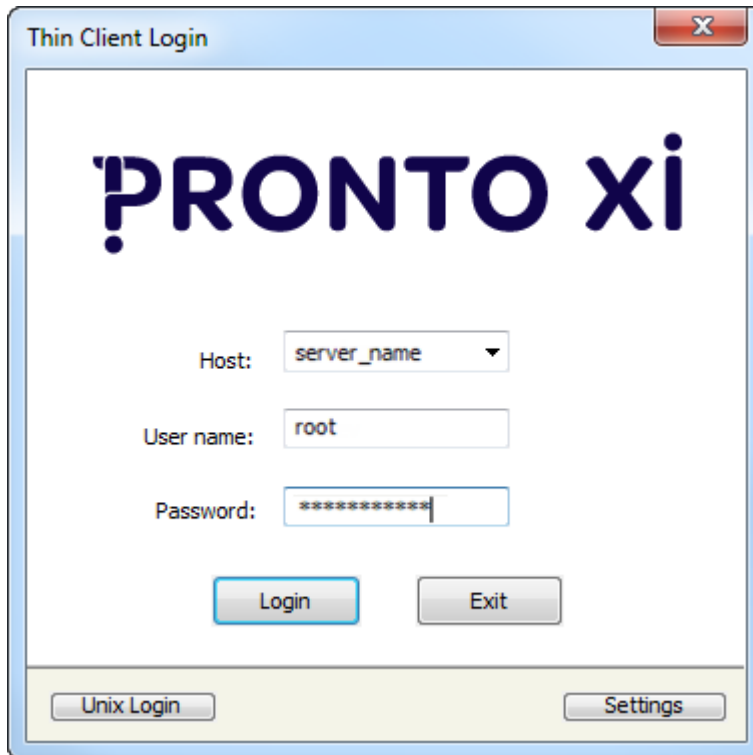 Thin Client Login
PRONTO Xi
Host: server_name
User name: root
Password: ***********
Login Exit
Unix Login Settings